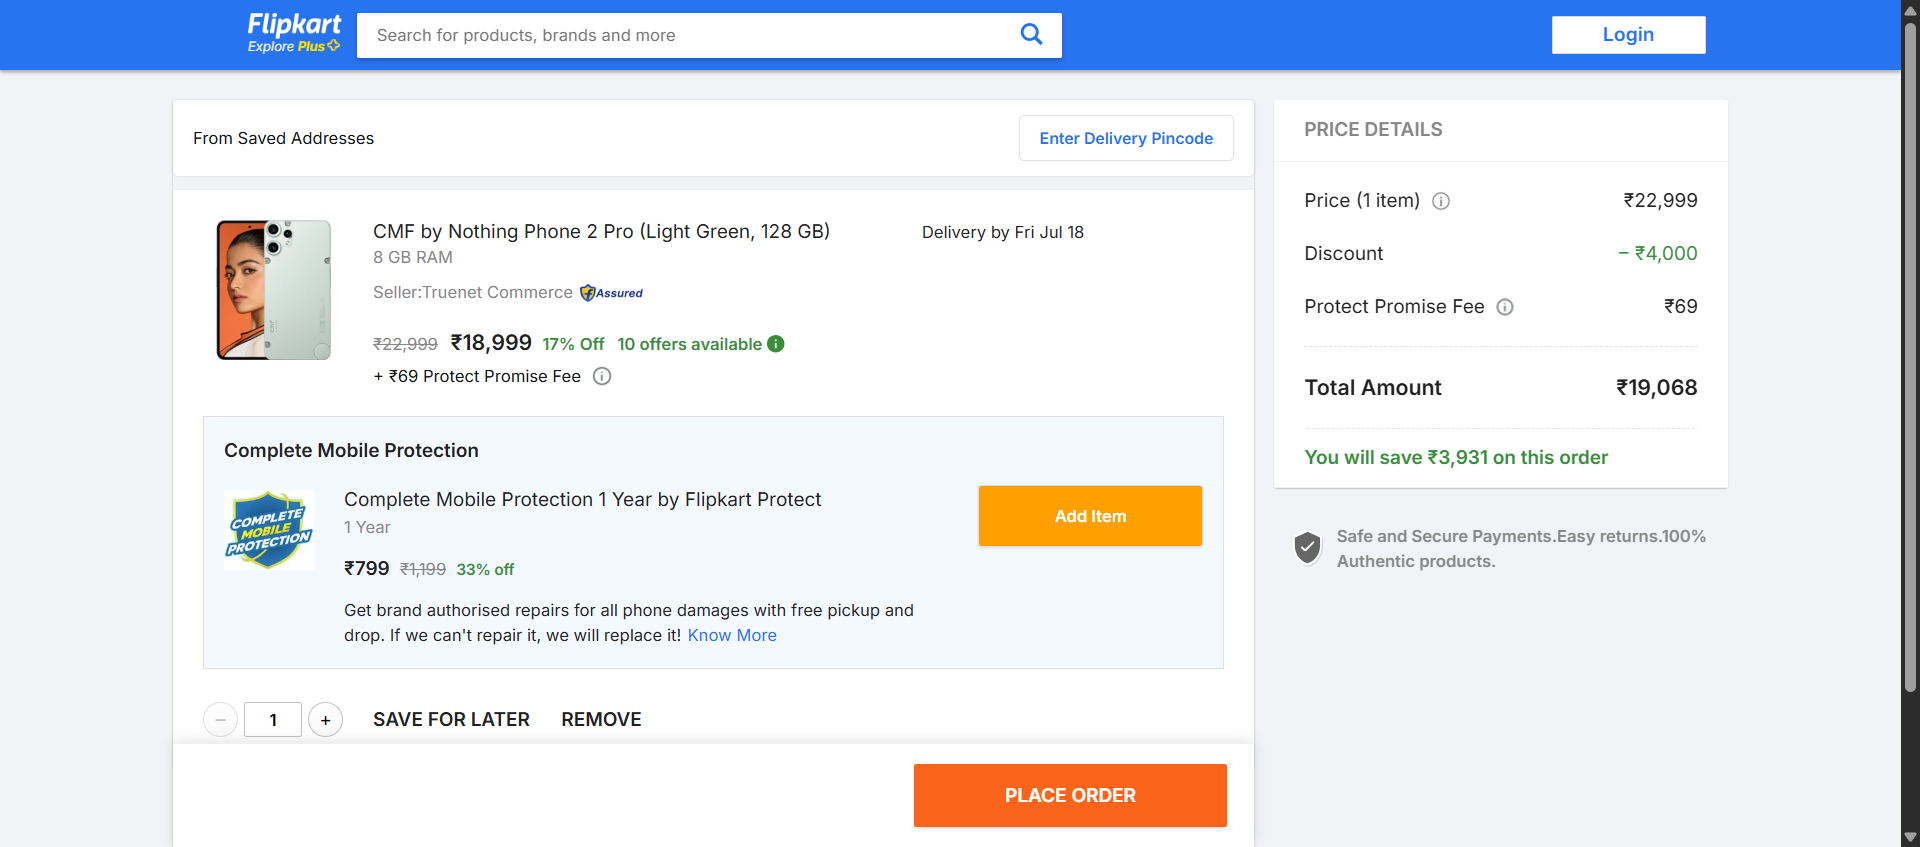 Flipkart
Explore Plus
Search for products, brands and more
Login
From Saved Addresses
Enter Delivery Pincode
CMF by Nothing Phone 2 Pro (Light Green, 128 GB)
8 GB RAM
Seller:Truenet Commerce
Assured
Delivery by Fri Jul 18
₹22,999 ₹18,999 17% Off 10 offers available
+ ₹69 Protect Promise Fee
Complete Mobile Protection
COMPLETE
MOBILE
PROTECTION
Complete Mobile Protection 1 Year by Flipkart Protect
1 Year
₹799 ₹1,199 33% off
Get brand authorised repairs for all phone damages with free pickup and
drop. If we can't repair it, we will replace it! Know More
Add Item
− 1 +
SAVE FOR LATER
REMOVE
PLACE ORDER
PRICE DETAILS
Price (1 item) ₹22,999
Discount − ₹4,000
Protect Promise Fee ₹69
Total Amount ₹19,068
You will save ₹3,931 on this order
Safe and Secure Payments.Easy returns.100%
Authentic products.